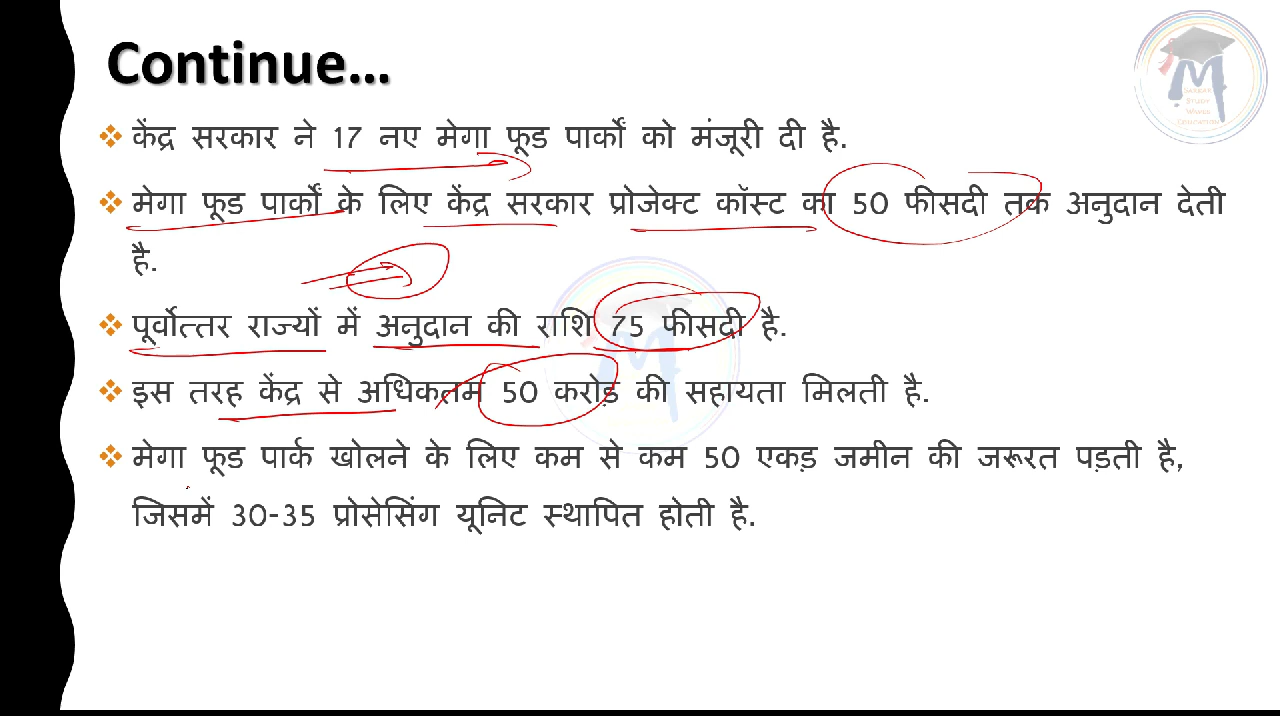 Continue...
केंद्र सरकार ने 17 नए मेगा फूड पार्कों को मंजूरी दी है.
मेगा फूड पार्कों के लिए केंद्र सरकार प्रोजेक्ट कॉस्ट का 50 फीसदी तक अनुदान देती
है.
पूर्वोत्तर राज्यों में अनुदान की राशि 75 फीसदी है.
इस तरह केंद्र से अधिकतम 50 करोड़ की सहायता मिलती है.
मेगा फूड पार्क खोलने के लिए कम से कम 50 एकड़ जमीन की जरूरत पड़ती है,
जिसमें 30-35 प्रोसेसिंग यूनिट स्थापित होती है.